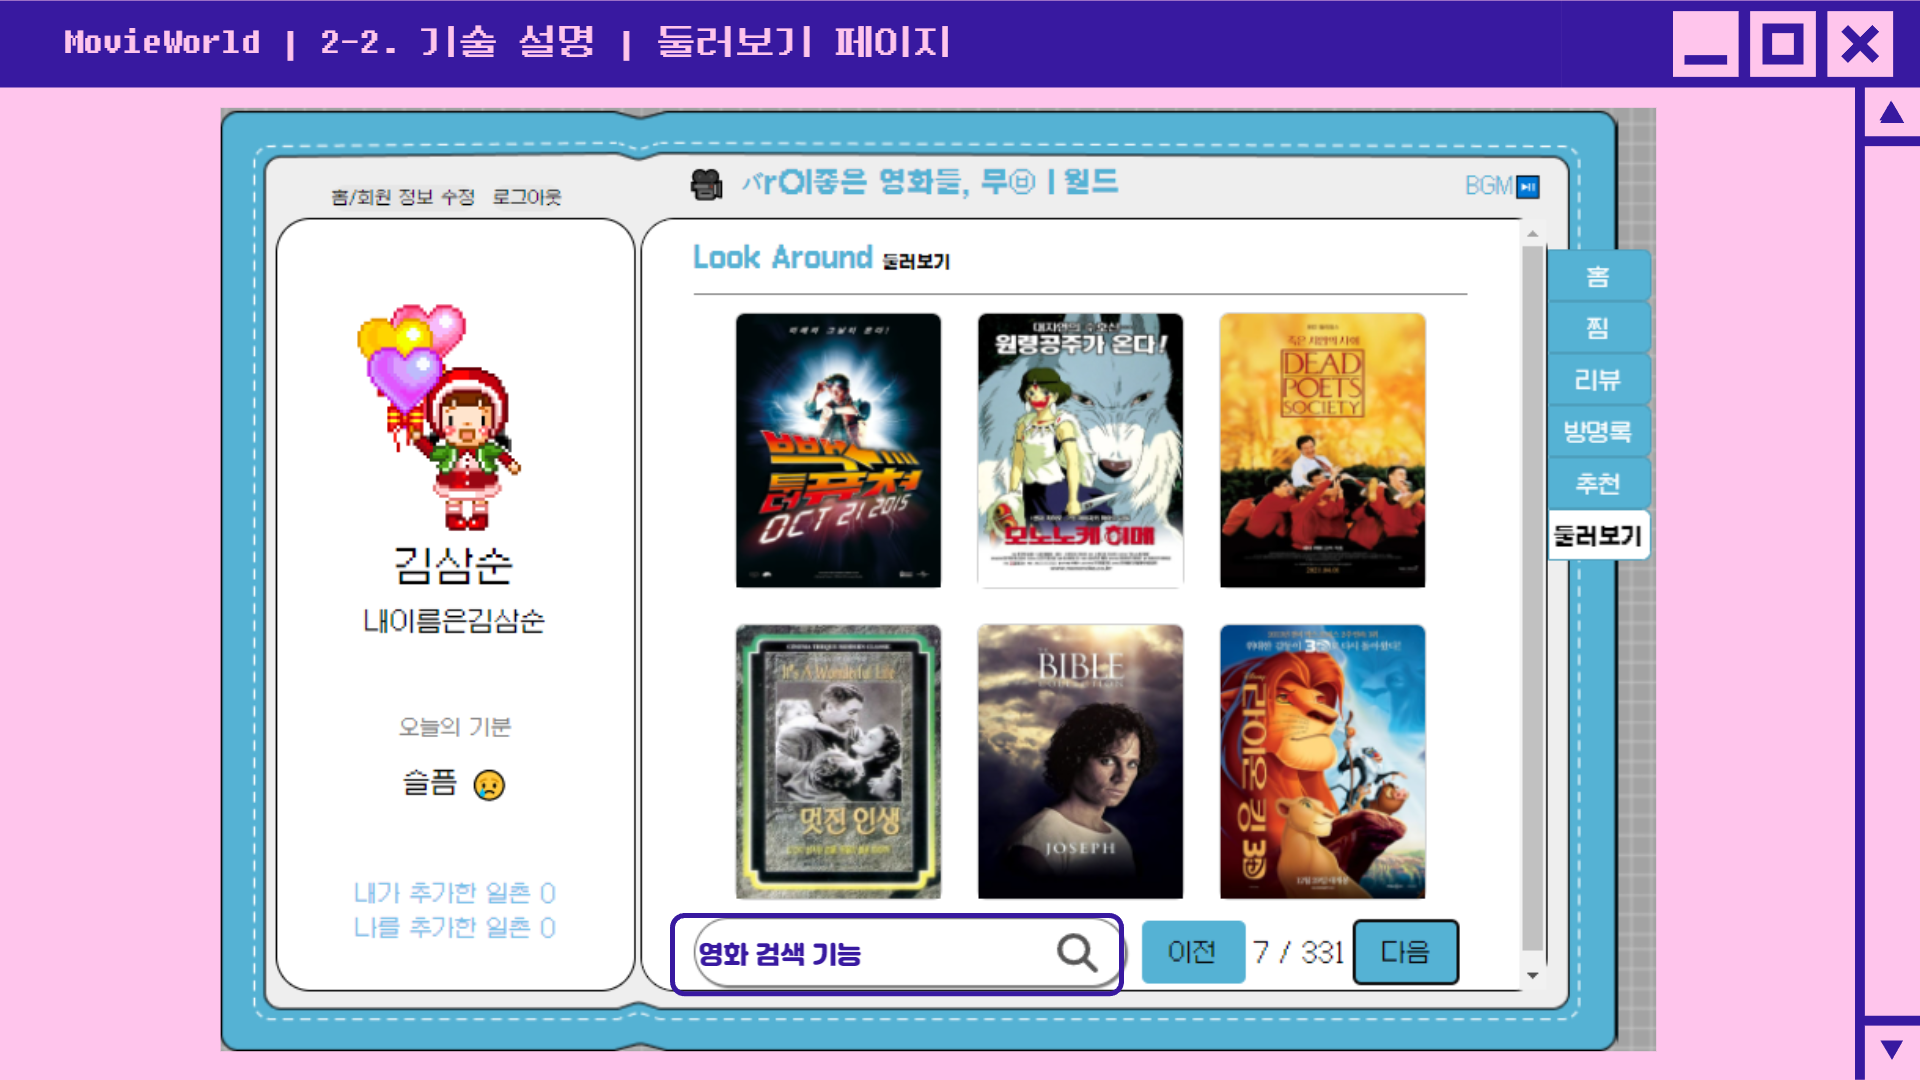 MovieWorld | 2-2. 기술 설명 | 둘러보기 페이지
홈/회원 정보 수정 로그아웃
ㅄrOl좋은 영화들, 무㉥ㅣ월드
BGM
Look Around 둘러보기
홈
찜
리뷰
방명록
추천
둘러보기
김삼순
내이름은김삼순
오늘의 기분
슬픔
내가 추가한 일촌 0
나를 추가한 일촌 0
빽 투 더 퓨쳐
OCT 21 2015
원령공주가 온다!
모노노케 히메
죽은 시인의 사회
DEAD
POETS
SOCIETY
It's A Wonderful Life
멋진 인생
BIBLE
JOSEPH
라이온 킹 3D
영화 검색 기능
이전
7 / 331
다음